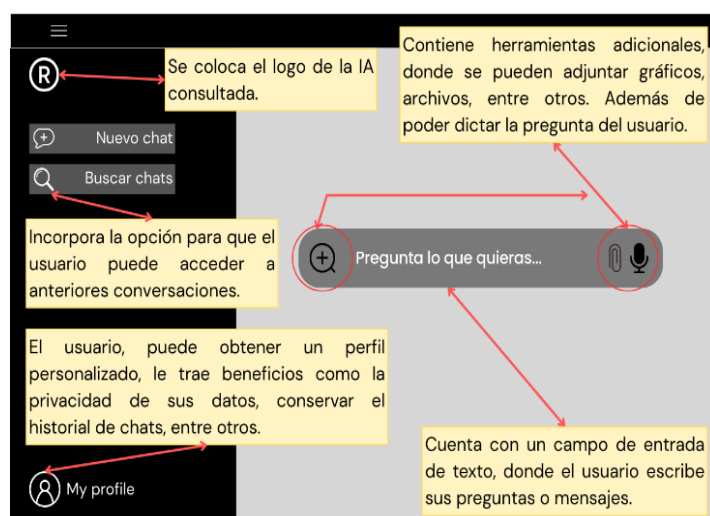 R
Se coloca el logo de la IA
consultada.
Contiene herramientas adicionales,
donde se pueden adjuntar gráficos,
archivos, entre otros. Además de
poder dictar la pregunta del usuario.
Nuevo chat
Buscar chats
Incorpora la opción para que el
usuario puede acceder a
anteriores conversaciones.
Pregunta lo que quieras...
El usuario, puede obtener un perfil
personalizado, le trae beneficios como la
privacidad de sus datos, conservar el
historial de chats, entre otros.
Cuenta con un campo de entrada
de texto, donde el usuario escribe
sus preguntas o mensajes.
My profile